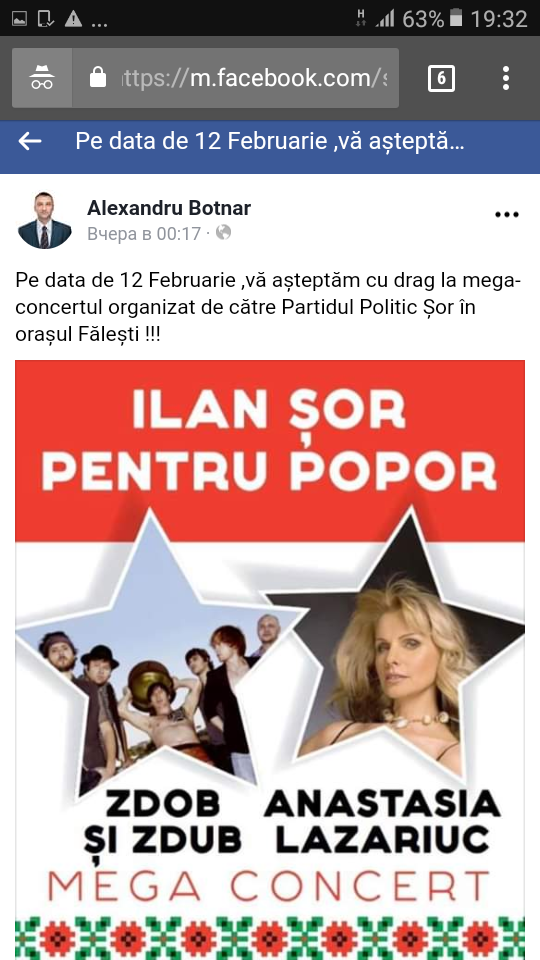 63% 19:32
ttps://m.facebook.com/s
6
Pe data de 12 Februarie ,vă așteptă…
Alexandru Botnar
Вчера в 00:17 ·
Pe data de 12 Februarie ,vă așteptăm cu drag la mega-
concertul organizat de către Partidul Politic Șor în
orașul Fălești !!!
ILAN ȘOR
PENTRU POPOR
ZDOB
ȘI ZDUB
ANASTASIA
LAZARIUC
MEGA CONCERT